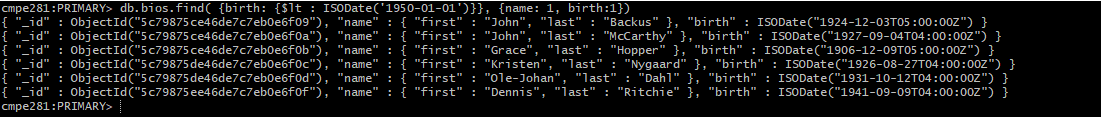 cmpe281:PRIMARY> db.bios.find( {birth: {$lt : ISODate('1950-01-01')}}, {name: 1, birth:1})
{ "_id" : ObjectId("5c79875ce46de7c7eb0e6f09"), "name" : { "first" : "John", "last" : "Backus" }, "birth" : ISODate("1924-12-03T05:00:00Z") }
{ "_id" : ObjectId("5c79875ce46de7c7eb0e6f0a"), "name" : { "first" : "John", "last" : "McCarthy" }, "birth" : ISODate("1927-09-04T04:00:00Z") }
{ "_id" : ObjectId("5c79875ce46de7c7eb0e6f0b"), "name" : { "first" : "Grace", "last" : "Hopper" }, "birth" : ISODate("1906-12-09T05:00:00Z") }
{ "_id" : ObjectId("5c79875de46de7c7eb0e6f0c"), "name" : { "first" : "Kristen", "last" : "Nygaard" }, "birth" : ISODate("1926-08-27T04:00:00Z") }
{ "_id" : ObjectId("5c79875ee46de7c7eb0e6f0d"), "name" : { "first" : "Ole-Johan", "last" : "Dahl" }, "birth" : ISODate("1931-10-12T04:00:00Z") }
{ "_id" : ObjectId("5c79875ee46de7c7eb0e6f0f"), "name" : { "first" : "Dennis", "last" : "Ritchie" }, "birth" : ISODate("1941-09-09T04:00:00Z") }
cmpe281:PRIMARY>